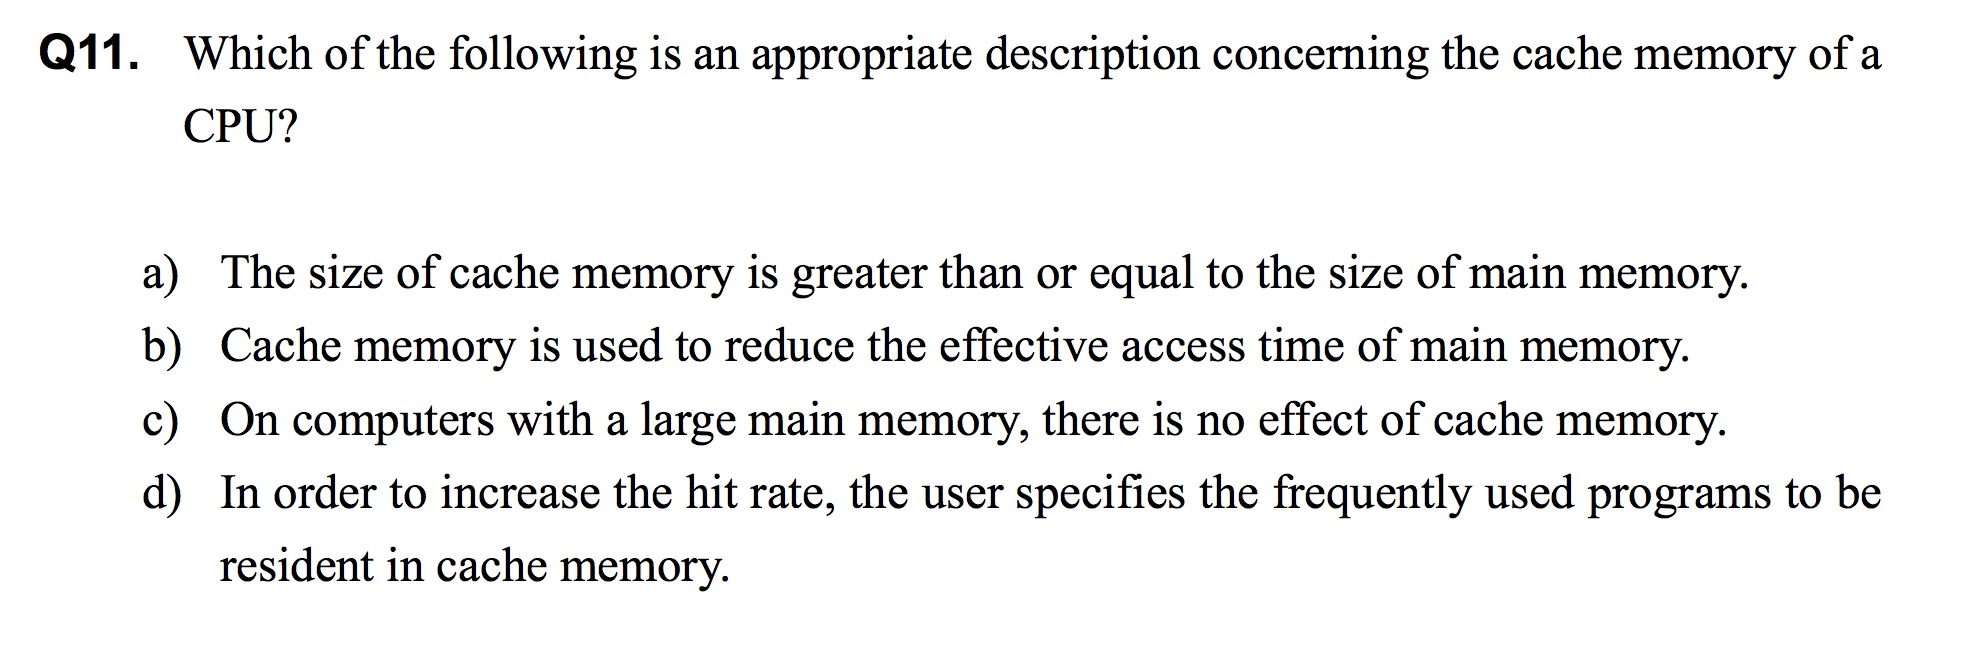 Q11. Which of the following is an appropriate description concerning the cache memory of a
CPU?
a) The size of cache memory is greater than or equal to the size of main memory.
b) Cache memory is used to reduce the effective access time of main memory.
c) On computers with a large main memory, there is no effect of cache memory.
d) In order to increase the hit rate, the user specifies the frequently used programs to be
resident in cache memory.